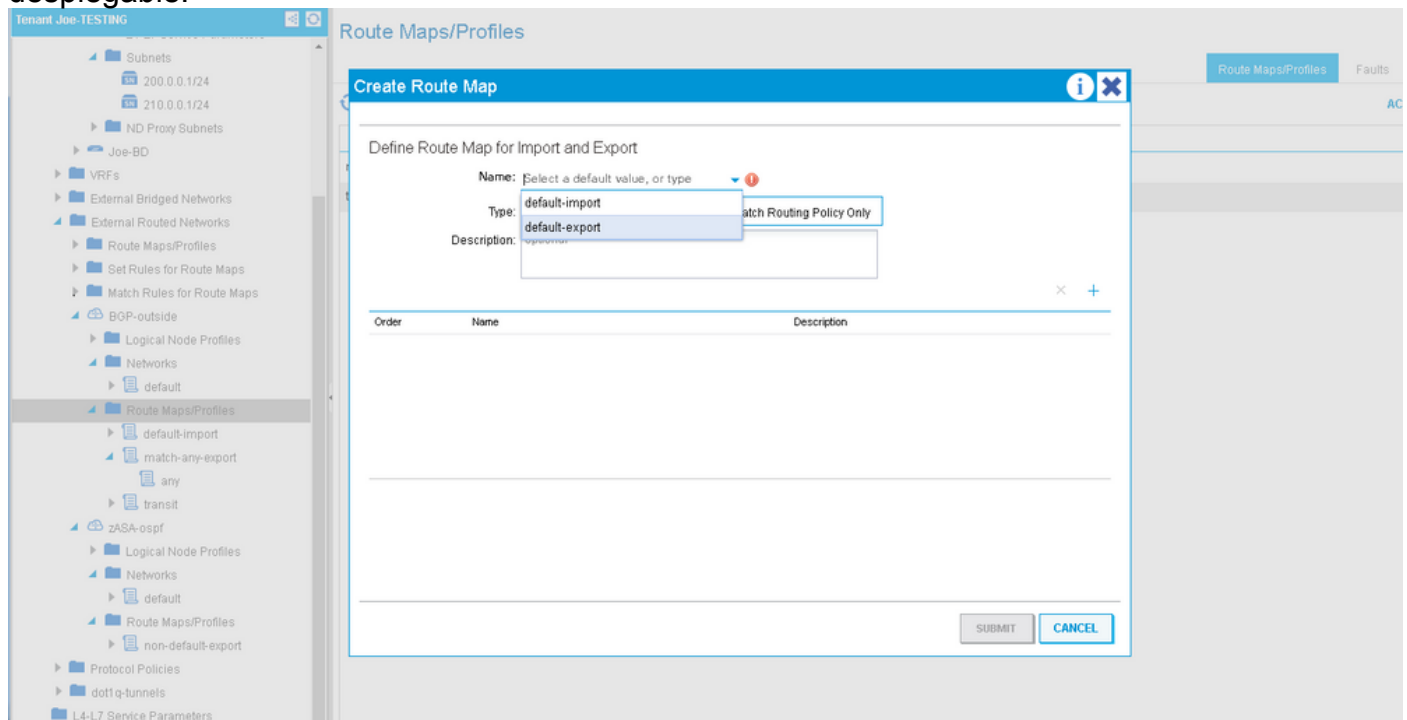 desplegable.
Tenant Joe-TESTING
Subnets
200.0.0.1/24
210.0.0.1/24
ND Proxy Subnets
Joe-BD
VRFs
External Bridged Networks
External Routed Networks
Route Maps/Profiles
Set Rules for Route Maps
Match Rules for Route Maps
BGP-outside
Logical Node Profiles
Networks
default
Route Maps/Profiles
default-import
match-any-export
any
transit
zASA-ospf
Logical Node Profiles
Networks
default
Route Maps/Profiles
non-default-export
Protocol Policies
dot1q-tunnels
L4-L7 Service Parameters
Route Maps/Profiles
Route Maps/Profiles Faults
AC
Create Route Map
Define Route Map for Import and Export
Name: Select a default value, or type
default-import
Type: atch Routing Policy Only
default-export
Description:
Order Name Description
SUBMIT CANCEL